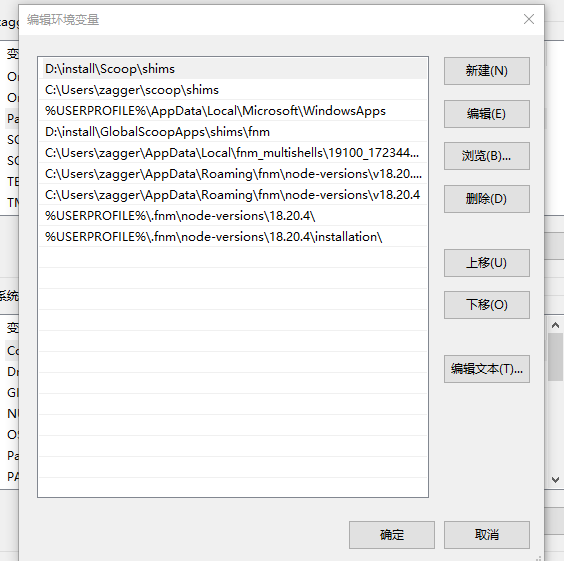 编辑环境变量
zagg
变
D:\install\Scoop\shims
C:\Users\zagger\scoop\shims
%USERPROFILE%\AppData\Local\Microsoft\WindowsApps
D:\install\GlobalScoopApps\shims\fnm
C:\Users\zagger\AppData\Local\fnm_multishells\19100_172344...
C:\Users\zagger\AppData\Roaming\fnm\node-versions\v18.20....
C:\Users\zagger\AppData\Roaming\fnm\node-versions\v18.20.4
%USERPROFILE%\.fnm\node-versions\18.20.4\
%USERPROFILE%\.fnm\node-versions\18.20.4\installation\
新建(N)
编辑(E)
浏览(B)...
删除(D)
上移(U)
下移(O)
编辑文本(T)...
On
On
Pa
SC
SC
TE
TM
系统
变
Co
Dr
GI
NU
OS
Pa
PA
确定
取消